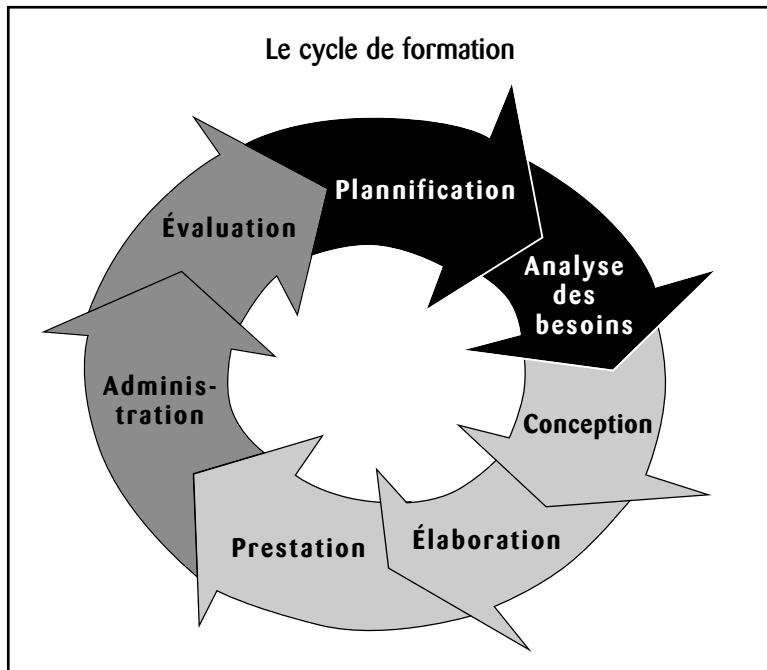 Le cycle de formation
Plannification
Analyse
des
besoins
Conception
Élaboration
Prestation
Adminis-
tration
Évaluation